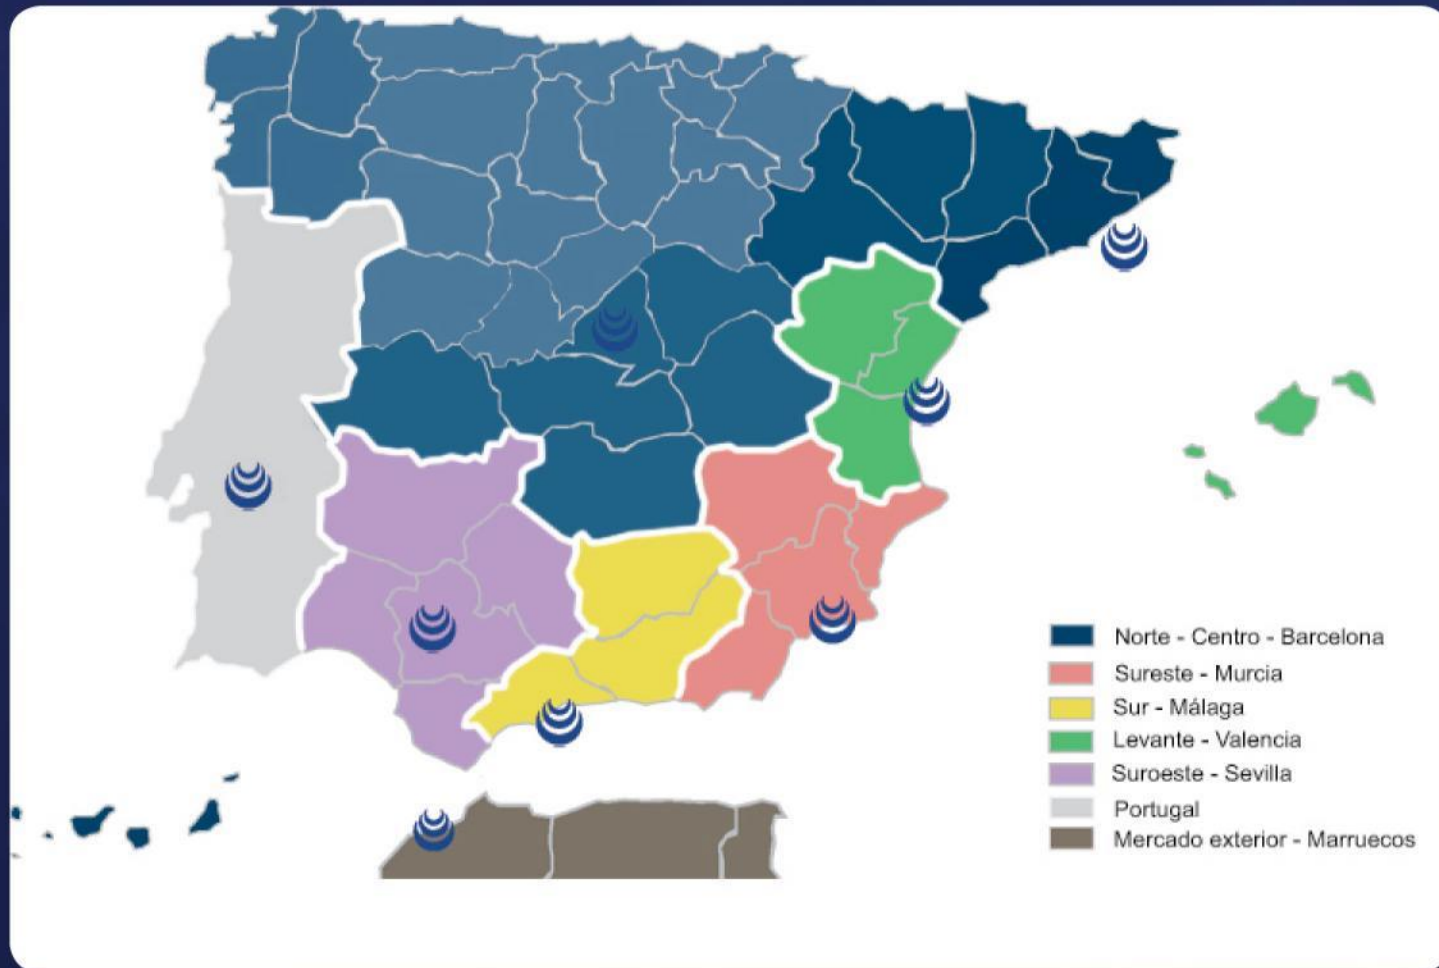 Norte - Centro - Barcelona
Sureste - Murcia
Sur - Málaga
Levante - Valencia
Suroeste - Sevilla
Portugal
Mercado exterior - Marruecos